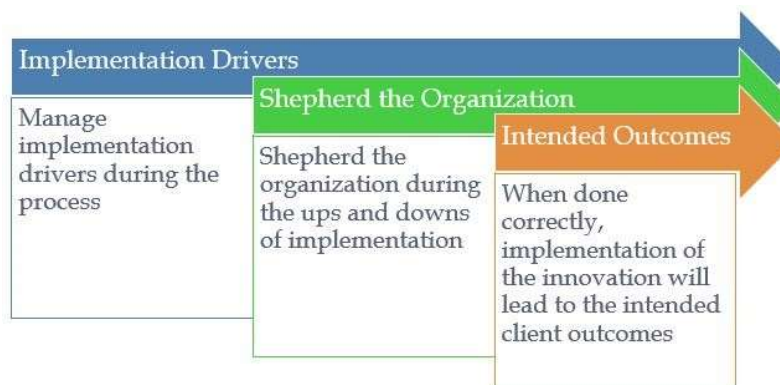 Implementation Drivers
Manage
implementation
drivers during the
process
Shepherd the Organization
Shepherd the
organization during
the ups and downs
of implementation
Intended Outcomes
When done
correctly,
implementation of
the innovation will
lead to the intended
client outcomes